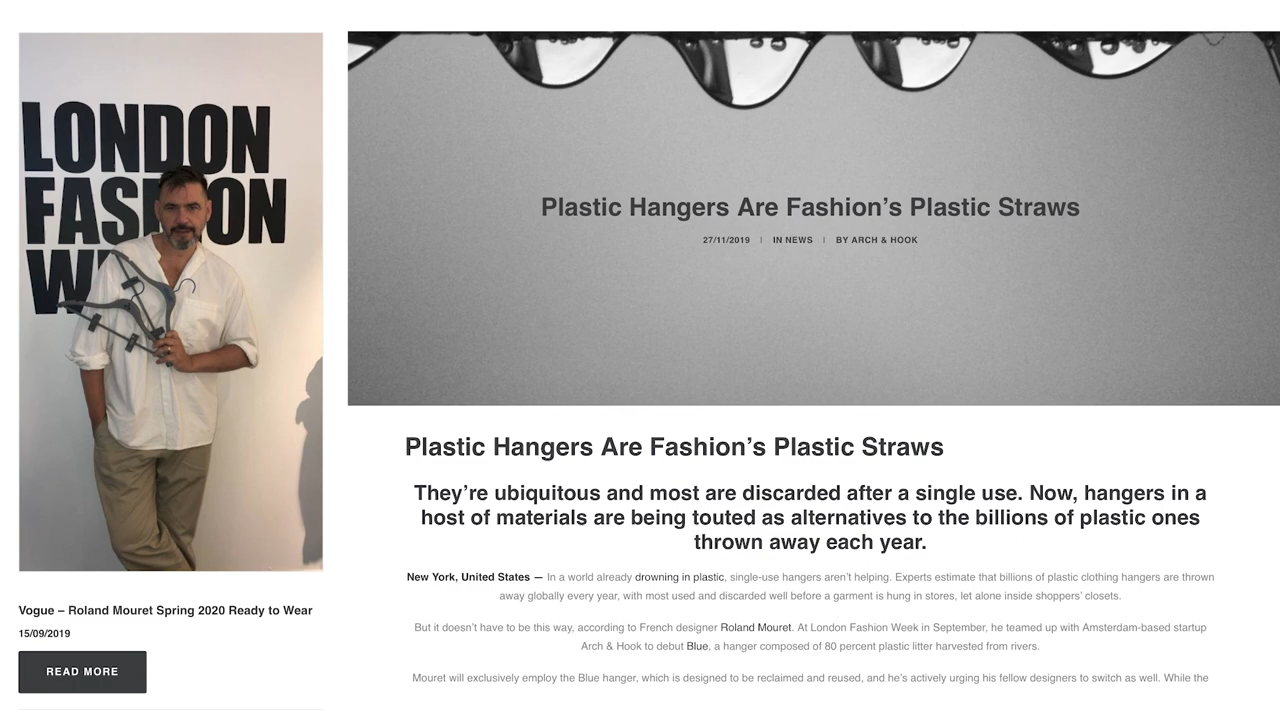 LONDON
FASHION
WE
Vogue – Roland Mouret Spring 2020 Ready to Wear
15/09/2019
READ MORE
Plastic Hangers Are Fashion’s Plastic Straws
27/11/2019 | IN NEWS | BY ARCH & HOOK
Plastic Hangers Are Fashion’s Plastic Straws
They’re ubiquitous and most are discarded after a single use. Now, hangers in a
host of materials are being touted as alternatives to the billions of plastic ones
thrown away each year.
New York, United States — In a world already drowning in plastic, single-use hangers aren’t helping. Experts estimate that billions of plastic clothing hangers are thrown
away globally every year, with most used and discarded well before a garment is hung in stores, let alone inside shoppers’ closets.
But it doesn’t have to be this way, according to French designer Roland Mouret. At London Fashion Week in September, he teamed up with Amsterdam-based startup
Arch & Hook to debut Blue, a hanger composed of 80 percent plastic litter harvested from rivers.
Mouret will exclusively employ the Blue hanger, which is designed to be reclaimed and reused, and he’s actively urging his fellow designers to switch as well. While the